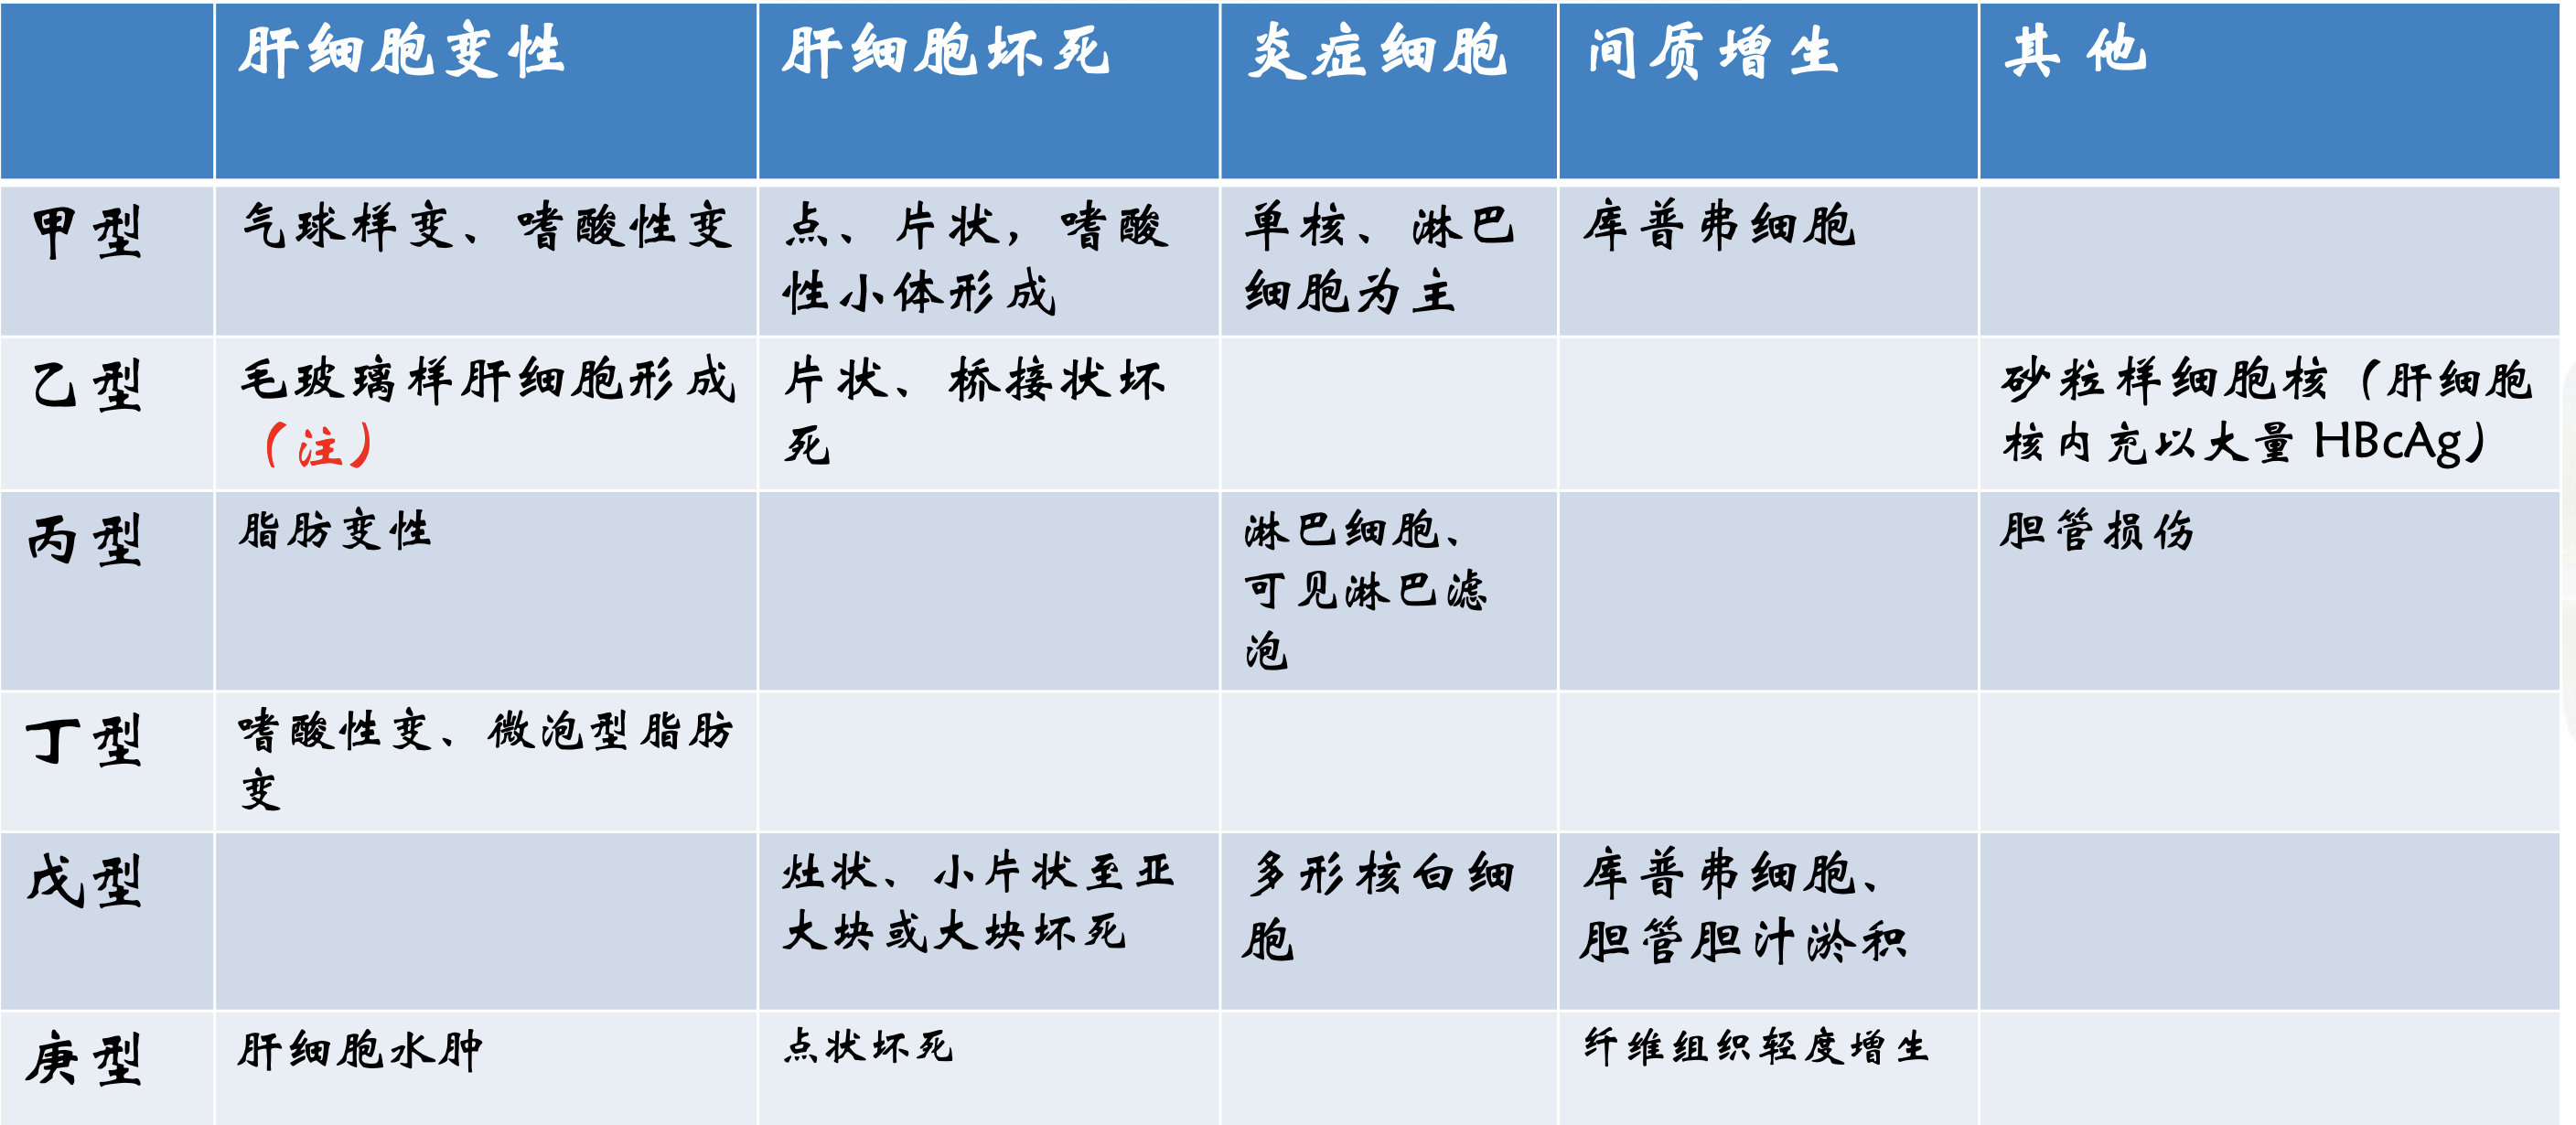 肝细胞变性 肝细胞坏死 炎症细胞 间质增生 其 他
甲型 气球样变、嗜酸性变 点、片状，嗜酸 单核、淋巴 库普弗细胞
性小体形成 细胞为主
乙型 毛玻璃样肝细胞形成 片状、桥接状坏 砂粒样细胞核（肝细胞
（注） 死 核内充以大量 HBcAg）
丙型 脂肪变性 淋巴细胞、 胆管损伤
可见淋巴滤
泡
丁型 嗜酸性变、微泡型脂肪
变
戊型 灶状、小片状至亚 多形核白细 库普弗细胞、
大块或大块坏死 胞 胆管胆汁淤积
庚型 肝细胞水肿 点状坏死 纤维组织轻度增生